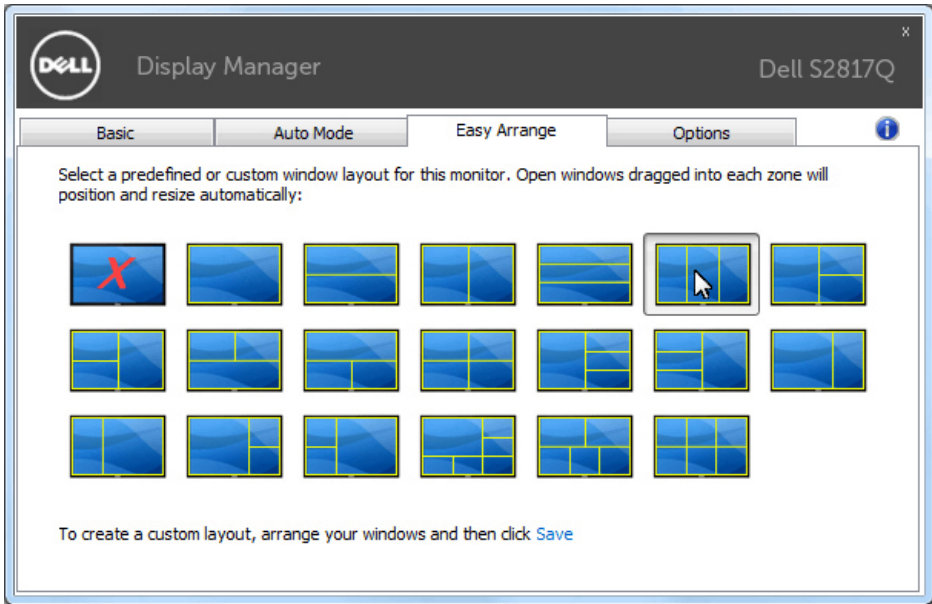 x
DELL
Display Manager
Dell S2817Q
Basic
Auto Mode
Easy Arrange
Options
i
Select a predefined or custom window layout for this monitor. Open windows dragged into each zone will
position and resize automatically:
X
To create a custom layout, arrange your windows and then click Save